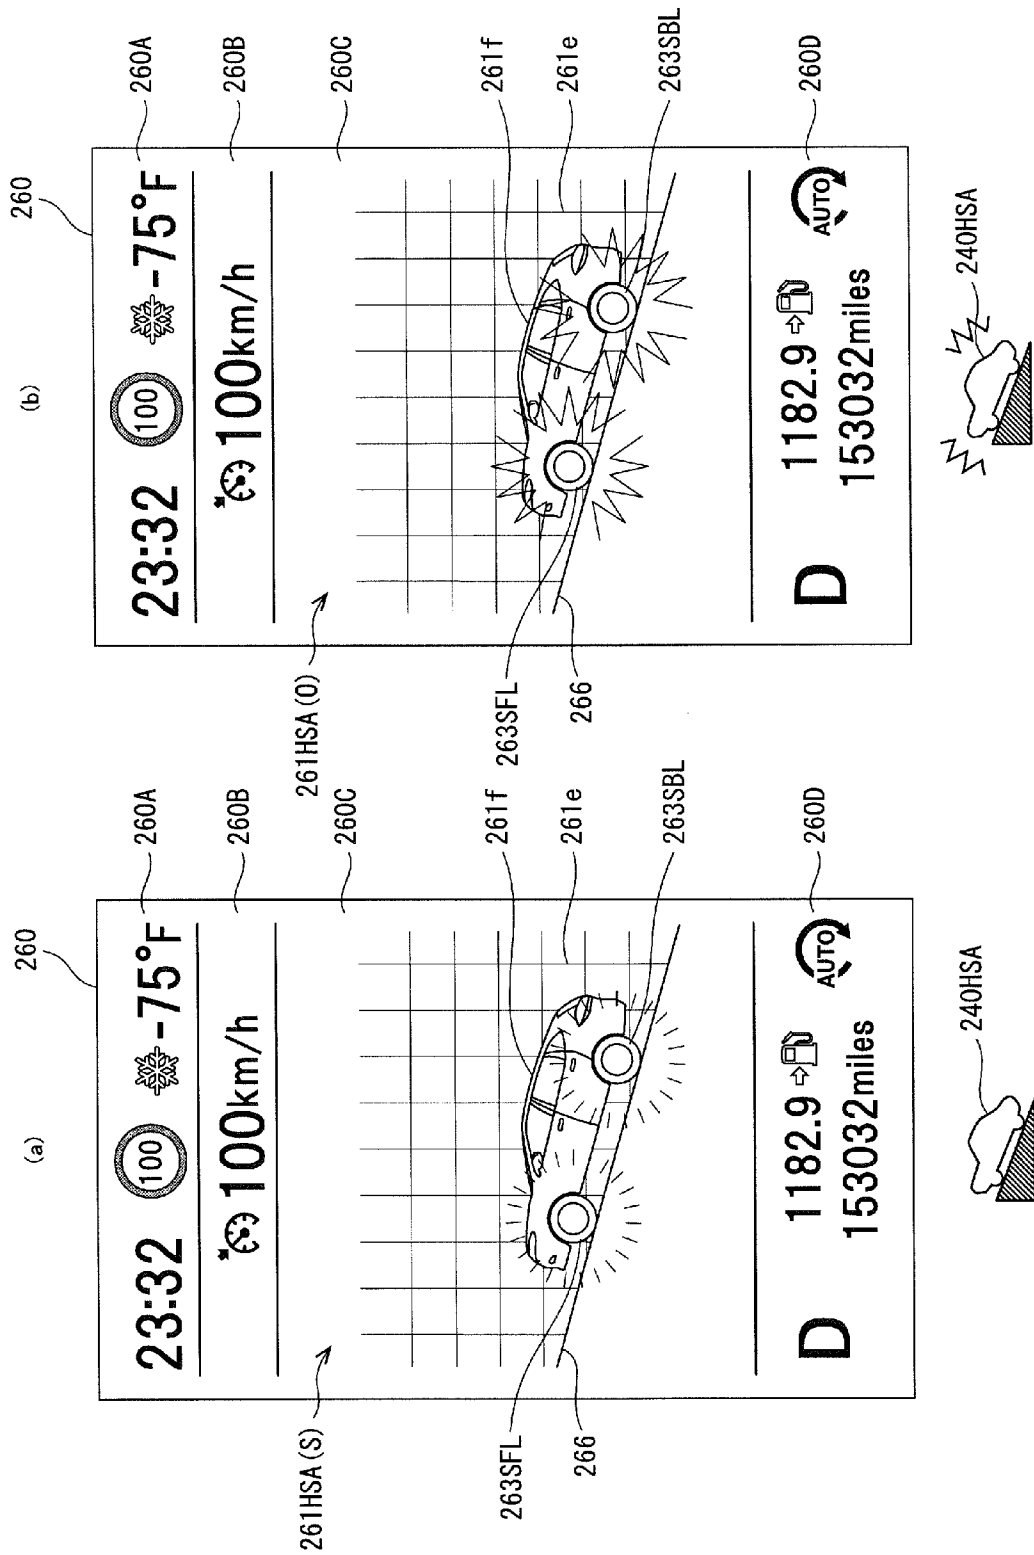 (a)
260
23:32
100
-75°F
260A
100km/h
260B
260C
261HSA(S)
261f
261e
263SFL
263SBL
266
D
1182.9
153032miles
AUTO
260D
240HSA
(b)
260
23:32
100
-75°F
260A
100km/h
260B
260C
261HSA(O)
261f
261e
263SFL
263SBL
266
D
1182.9
153032miles
AUTO
260D
240HSA